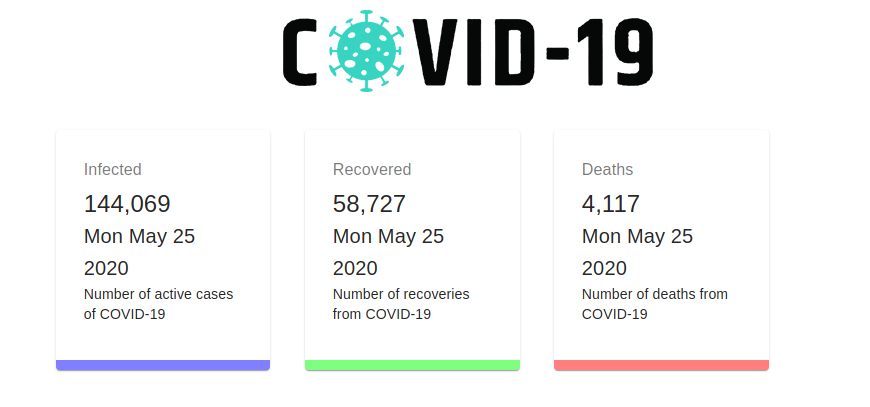 COVID-19
Infected
144,069
Mon May 25
2020
Number of active cases
of COVID-19
Recovered
58,727
Mon May 25
2020
Number of recoveries
from COVID-19
Deaths
4,117
Mon May 25
2020
Number of deaths from
COVID-19